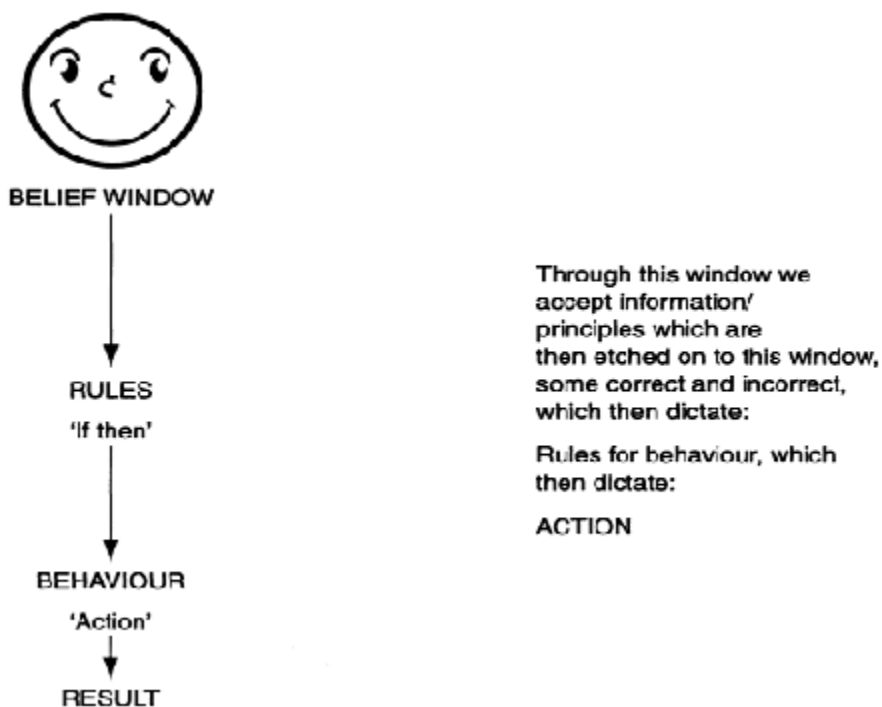 BELIEF WINDOW
RULES
'If then'
BEHAVIOUR
'Action'
RESULT
Through this window we
accept information/
principles which are
then etched on to this window,
some correct and incorrect,
which then dictate:
Rules for behaviour, which
then dictate:
ACTION